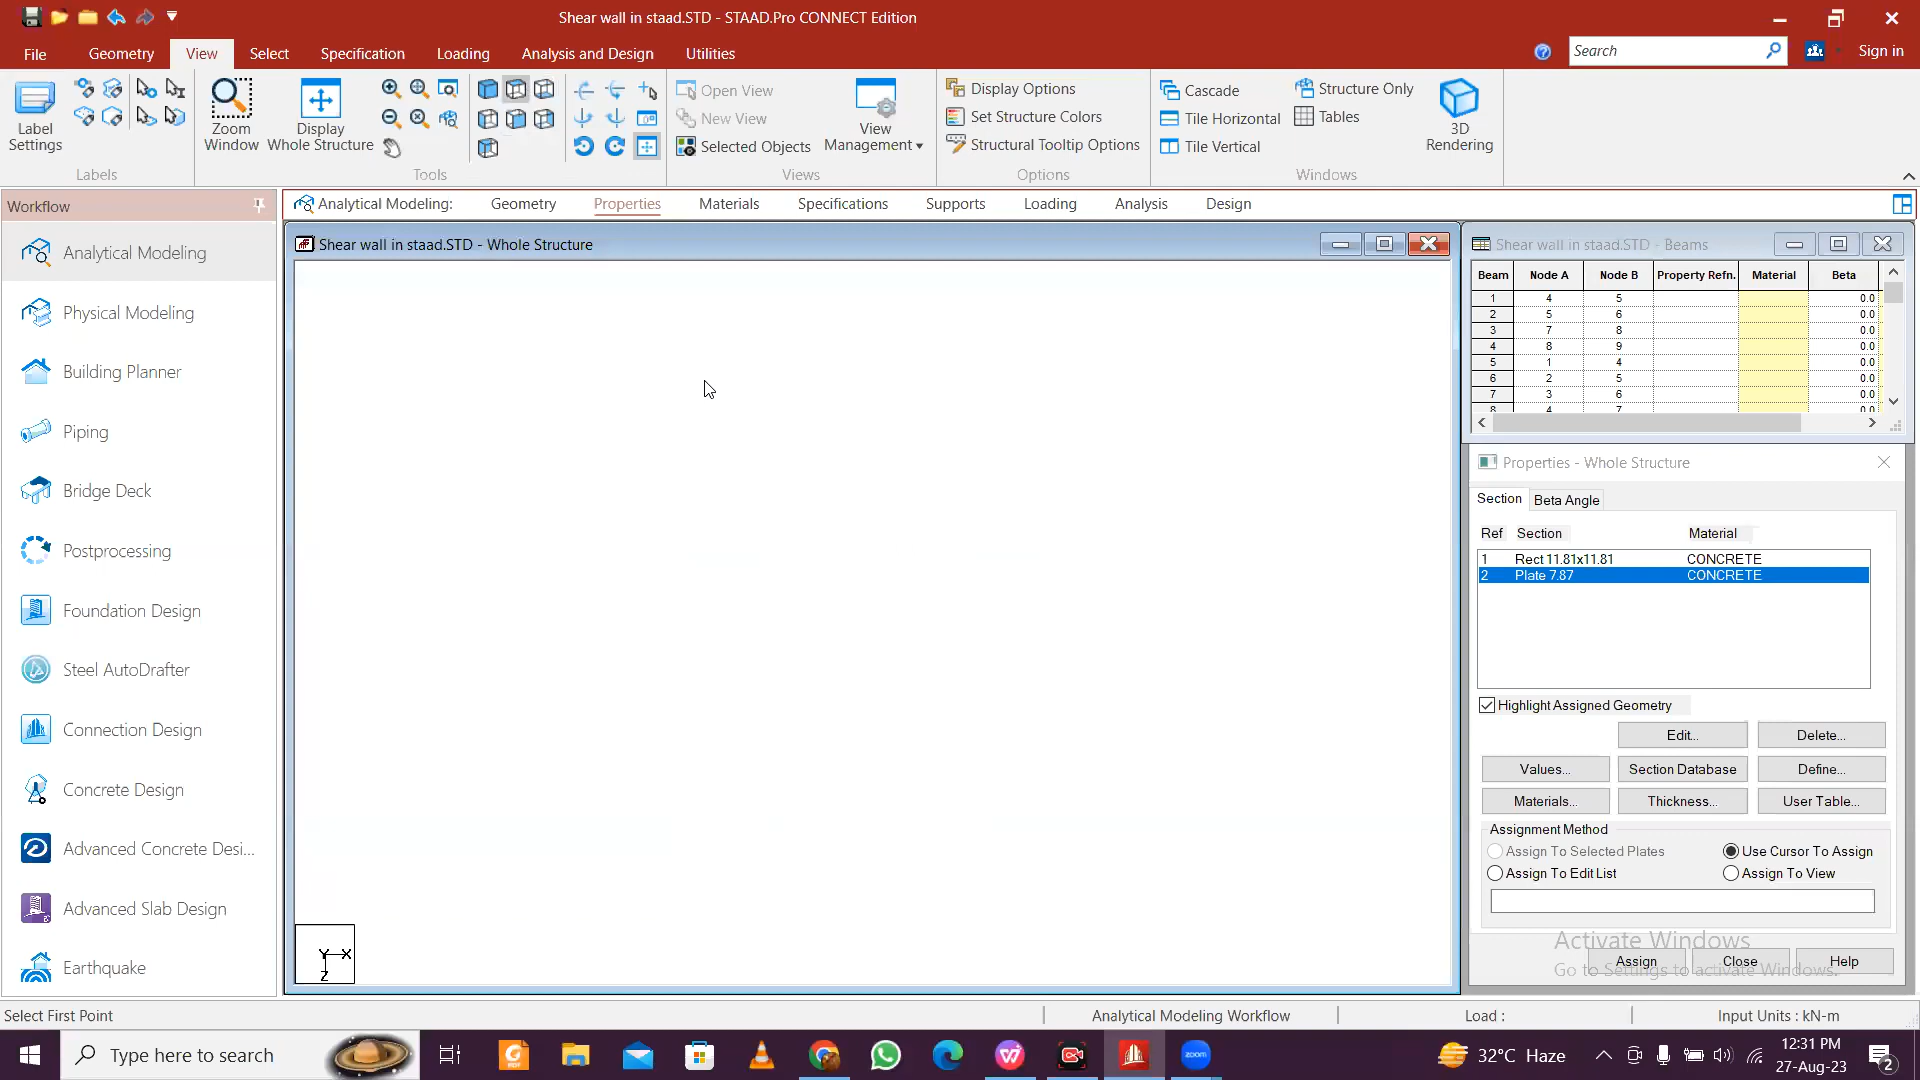 Shear wall in staad.STD - STAAD.Pro CONNECT Edition
File
Geometry
View
Select
Specification
Loading
Analysis and Design
Utilities
Search
Sign in
Label Settings
Labels
Zoom Window
Display Whole Structure
Tools
Open View
New View
Selected Objects
View Management
Views
Display Options
Set Structure Colors
Structural Tooltip Options
Options
Cascade
Tile Horizontal
Tile Vertical
Structure Only
Tables
Windows
3D Rendering
Workflow
Analytical Modeling
Physical Modeling
Building Planner
Piping
Bridge Deck
Postprocessing
Foundation Design
Steel AutoDrafter
Connection Design
Concrete Design
Advanced Concrete Desi...
Advanced Slab Design
Earthquake
Analytical Modeling: Geometry Properties Materials Specifications Supports Loading Analysis Design
Shear wall in staad.STD - Whole Structure
Y X
Z
Shear wall in staad.STD - Beams
Beam Node A Node B Property Refn. Material Beta
1 4 5 0.0
2 5 6 0.0
3 7 8 0.0
4 8 9 0.0
5 1 4 0.0
6 2 5 0.0
7 3 6 0.0
8 4 7 0.0
Properties - Whole Structure
Section Beta Angle
Ref Section Material
1 Rect 11.81x11.81 CONCRETE
2 Plate 7.87 CONCRETE
Highlight Assigned Geometry
Edit... Delete...
Values... Section Database Define...
Materials... Thickness... User Table...
Assignment Method
Assign To Selected Plates Use Cursor To Assign
Assign To Edit List Assign To View
Activate Windows
Go to Settings to activate Windows.
Assign Close Help
Select First Point
Analytical Modeling Workflow
Load :
Input Units : kN-m
Type here to search
zoom
32°C Haze
12:31 PM
27-Aug-23
2